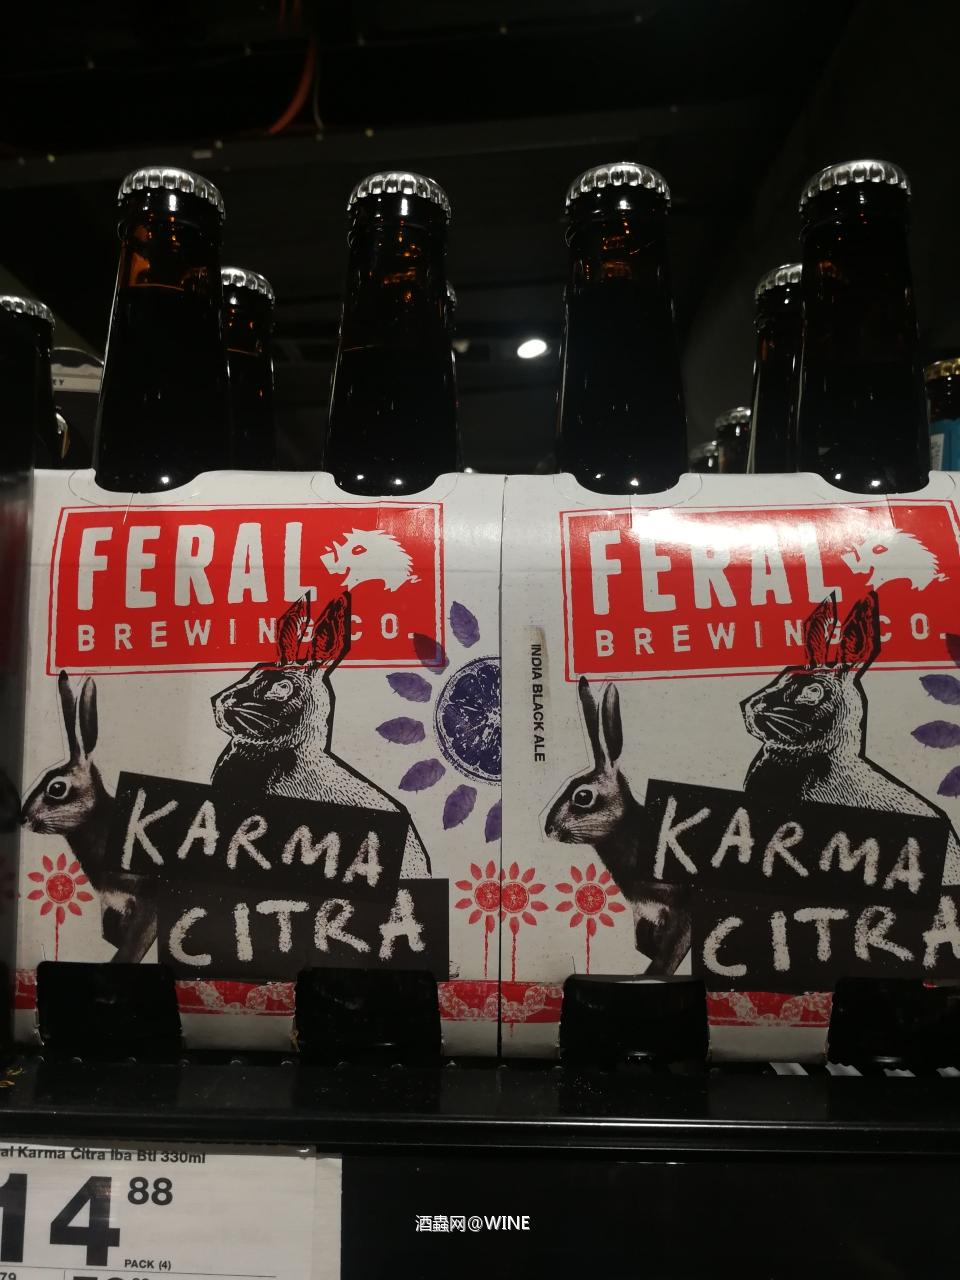 FERAL
BREWING CO.
KARMA
CITRA
INDIA BLACK ALE
FERAL
BREWING CO.
KARMA
CITRA
al Karma Citra Iba Btl 330ml
14 88
PACK (4)
79
酒蟲网@WINE